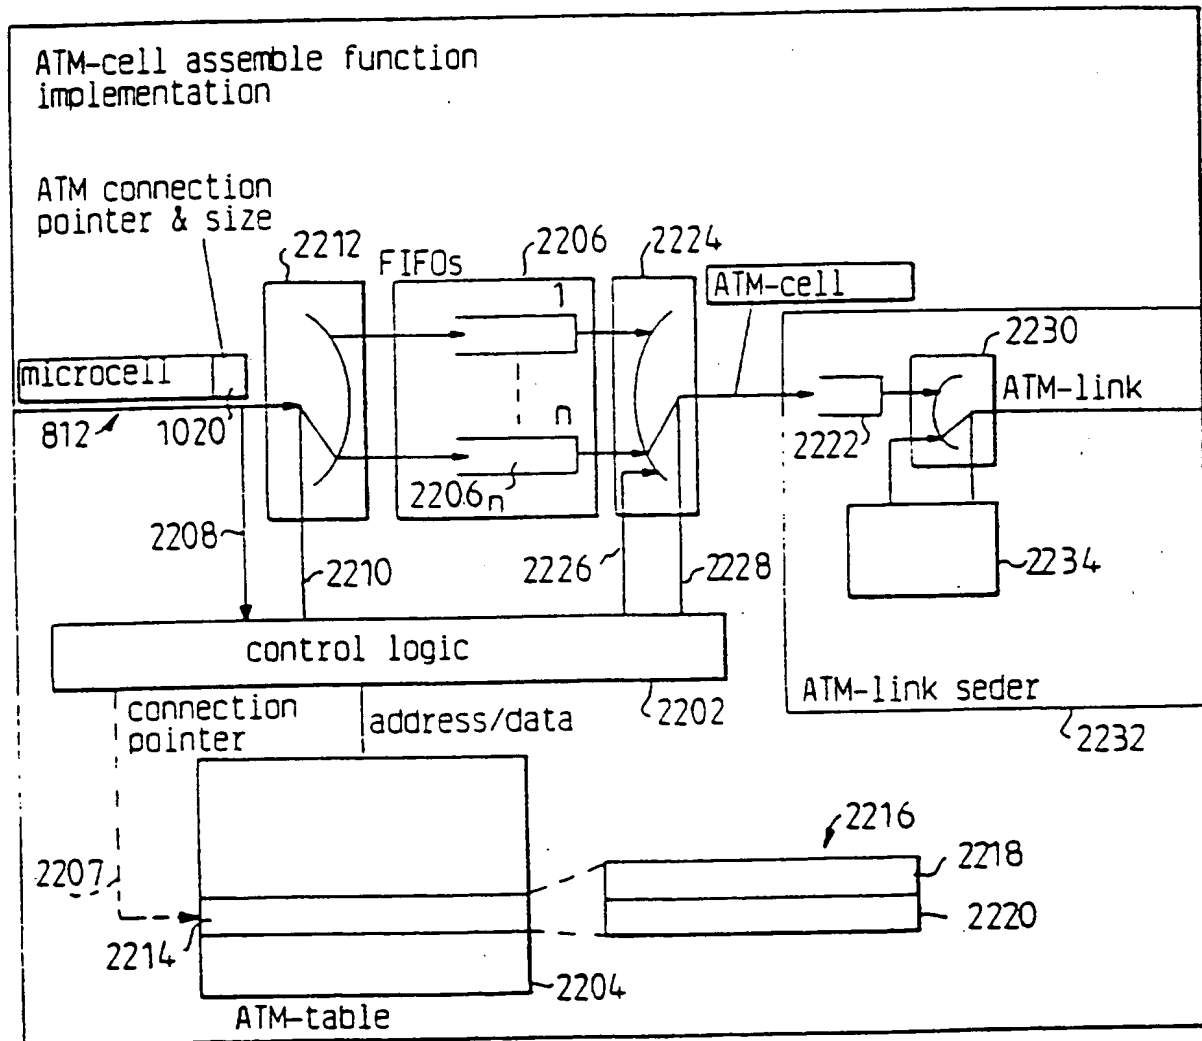 ATM-cell assemble function
implementation
ATM connection
pointer & size
2212
FIFOs
2206
2224
1
ATM-cell
2230
microcell
ATM-link
812
1020
n
2206n
2222
2208
2210
2226
2228
2234
control logic
ATM-link seder
connection
pointer
address/data
2202
2232
2216
2207
2218
2220
2214
2204
ATM-table